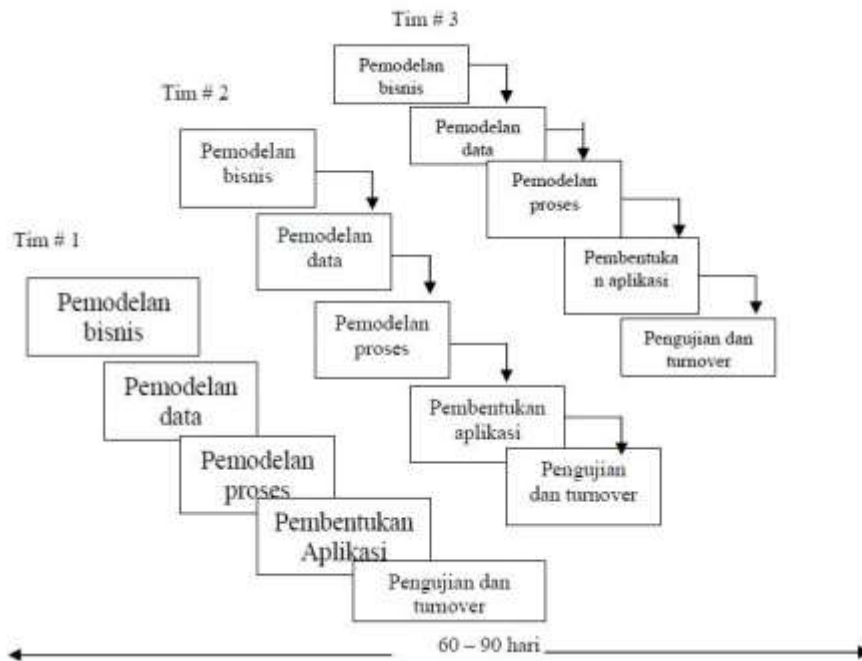 Tim # 3
Pemodelan
bisnis
Pemodelan
data
Pemodelan
proses
Pembentuka
n aplikasi
Pengujian dan
turnover
Tim # 2
Pemodelan
bisnis
Pemodelan
data
Pemodelan
proses
Pembentukan
aplikasi
Pengujian
dan turnover
Tim # 1
Pemodelan
bisnis
Pemodelan
data
Pemodelan
proses
Pembentukan
Aplikasi
Pengujian dan
turnover
60 – 90 hari